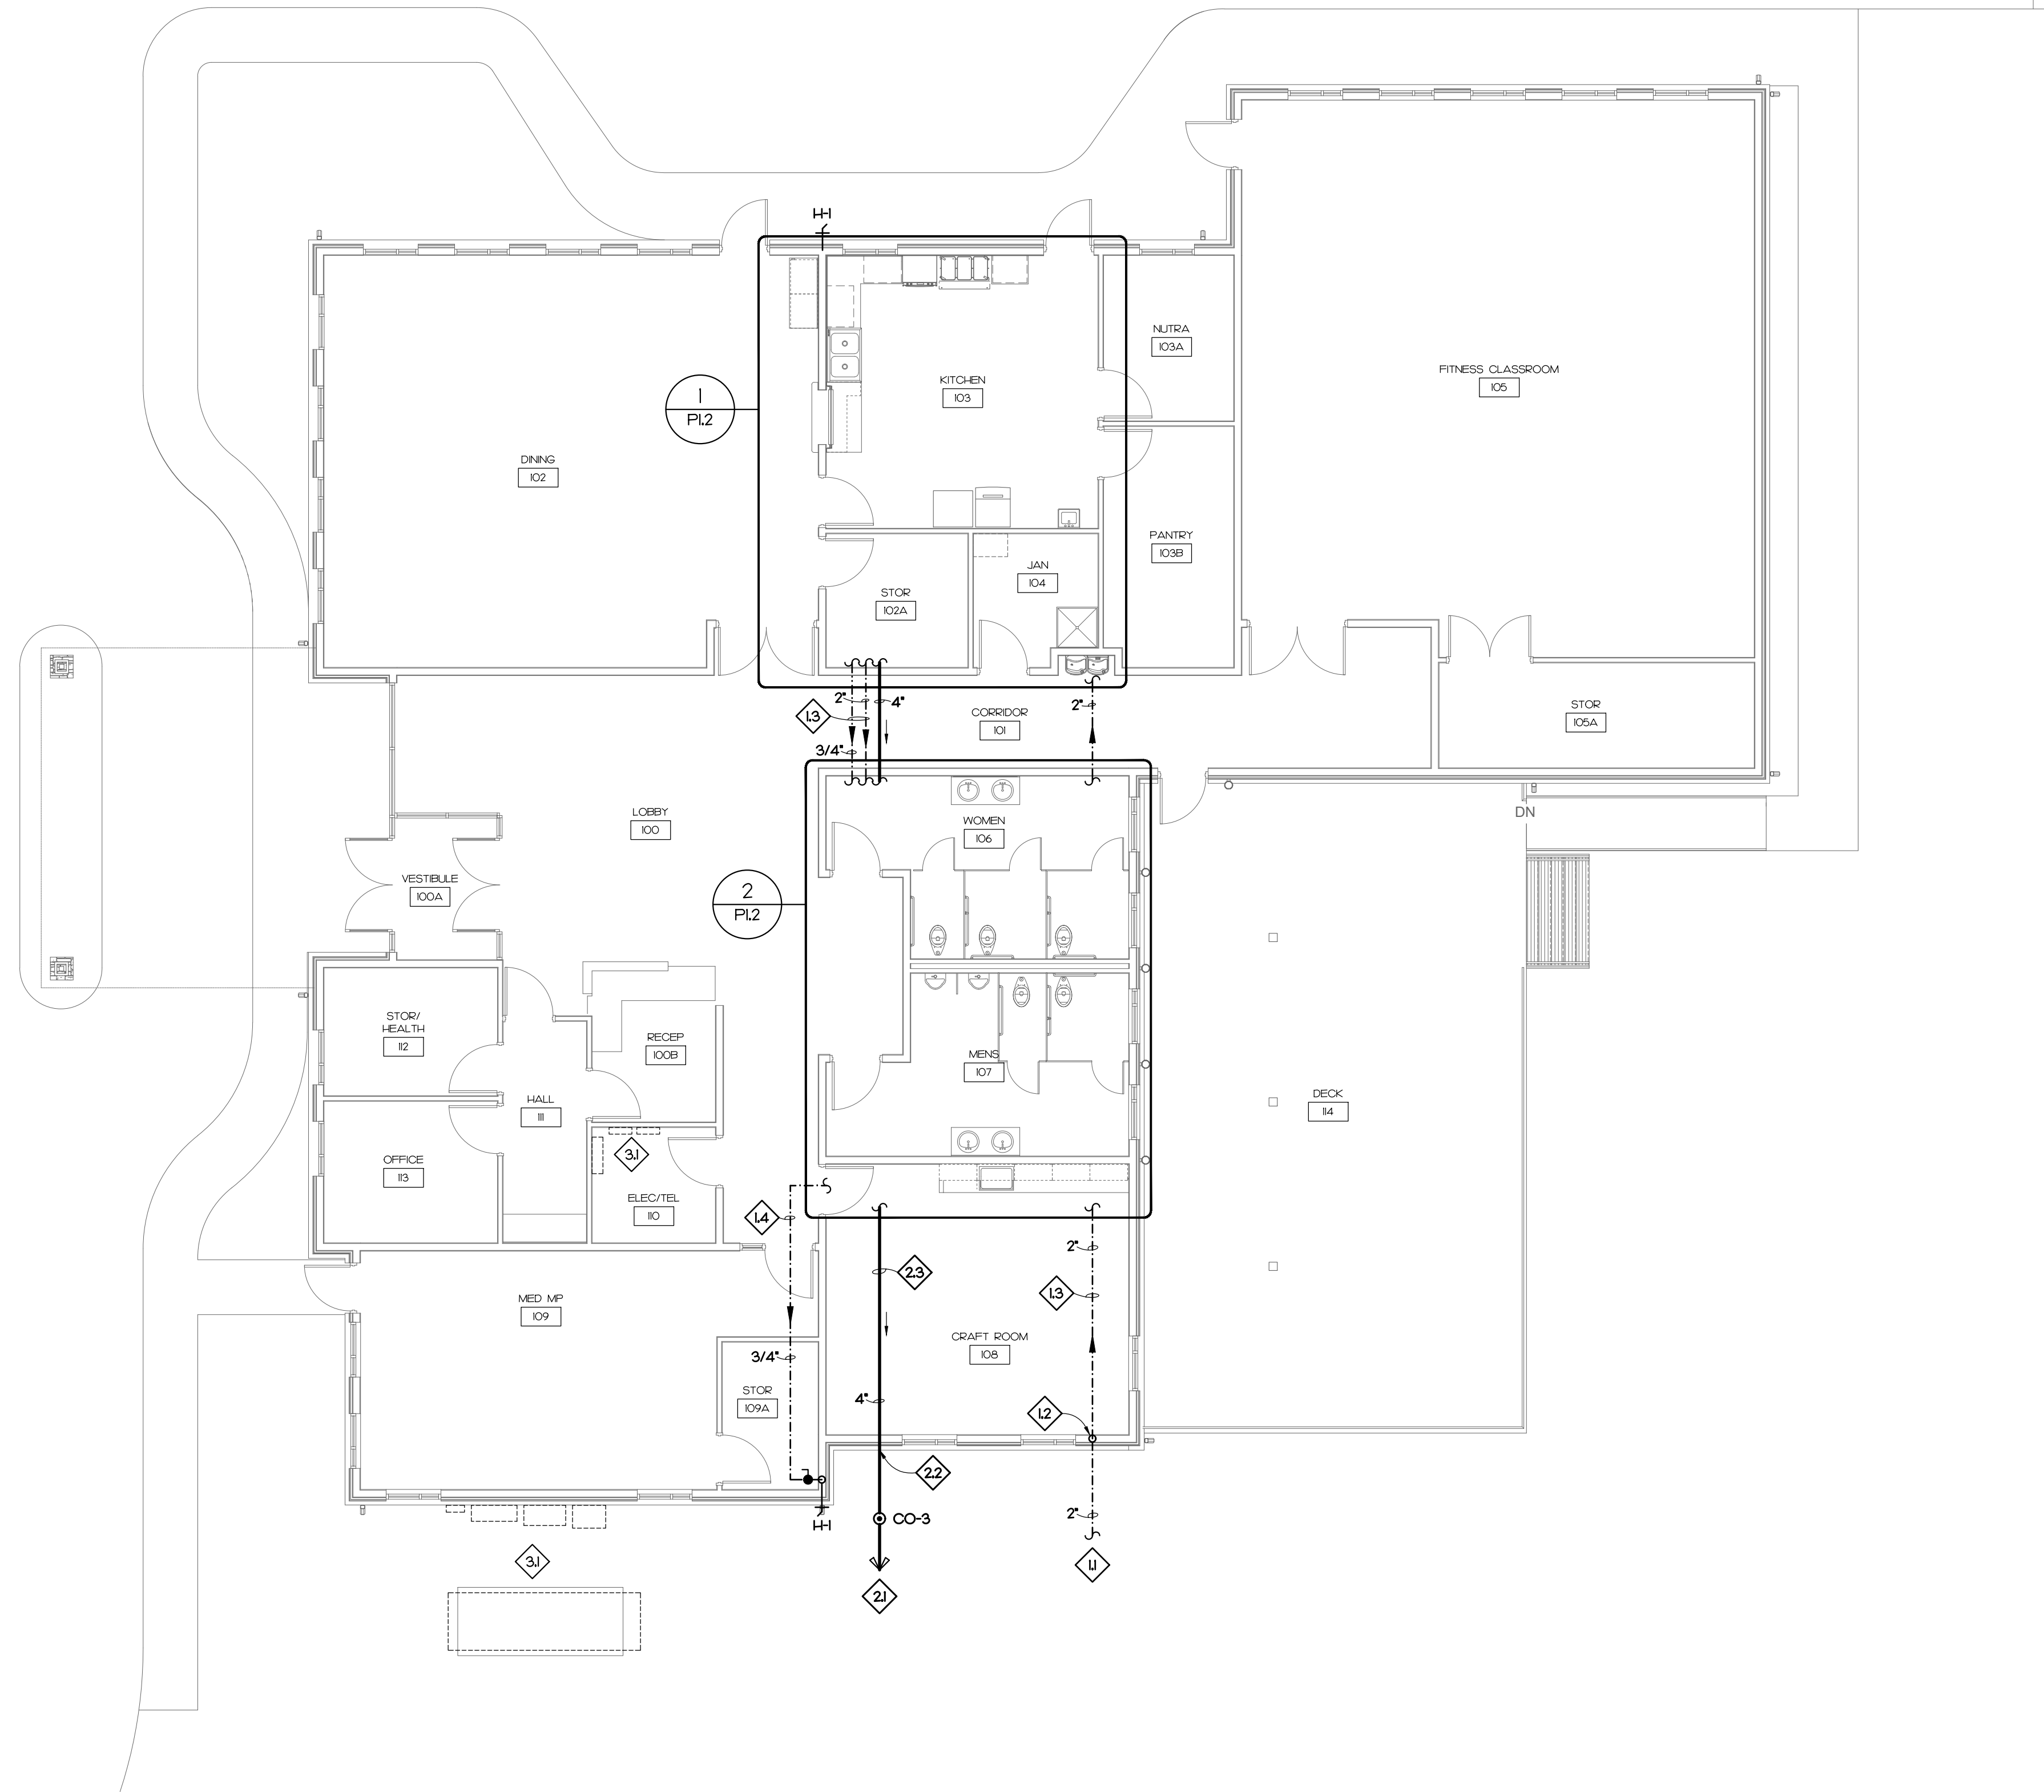 H-1
NUTRA
103A
FITNESS CLASSROOM
105
KITCHEN
103
1
P1.2
DINING
102
PANTRY
103B
JAN
104
STOR
102A
2"
4"
1.3
2"
CORRIDOR
101
STOR
105A
3/4"
LOBBY
100
WOMEN
106
DN
VESTIBULE
100A
2
P1.2
STOR/
HEALTH
112
RECEP
100B
MENS
107
HALL
111
DECK
114
OFFICE
113
3.1
ELEC/TEL
110
1.4
2"
2.3
1.3
MED MP
109
CRAFT ROOM
108
3/4"
STOR
109A
4"
1.2
2.2
H-1
CO-3
2"
3.1
1.1
2.1